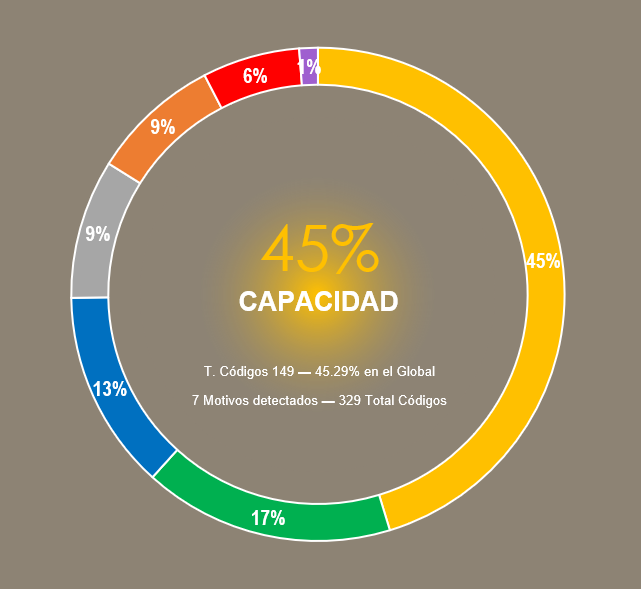 1%
6%
9%
9%
45%
45%
CAPACIDAD
T. Códigos 149 — 45.29% en el Global
13%
7 Motivos detectados — 329 Total Códigos
17%